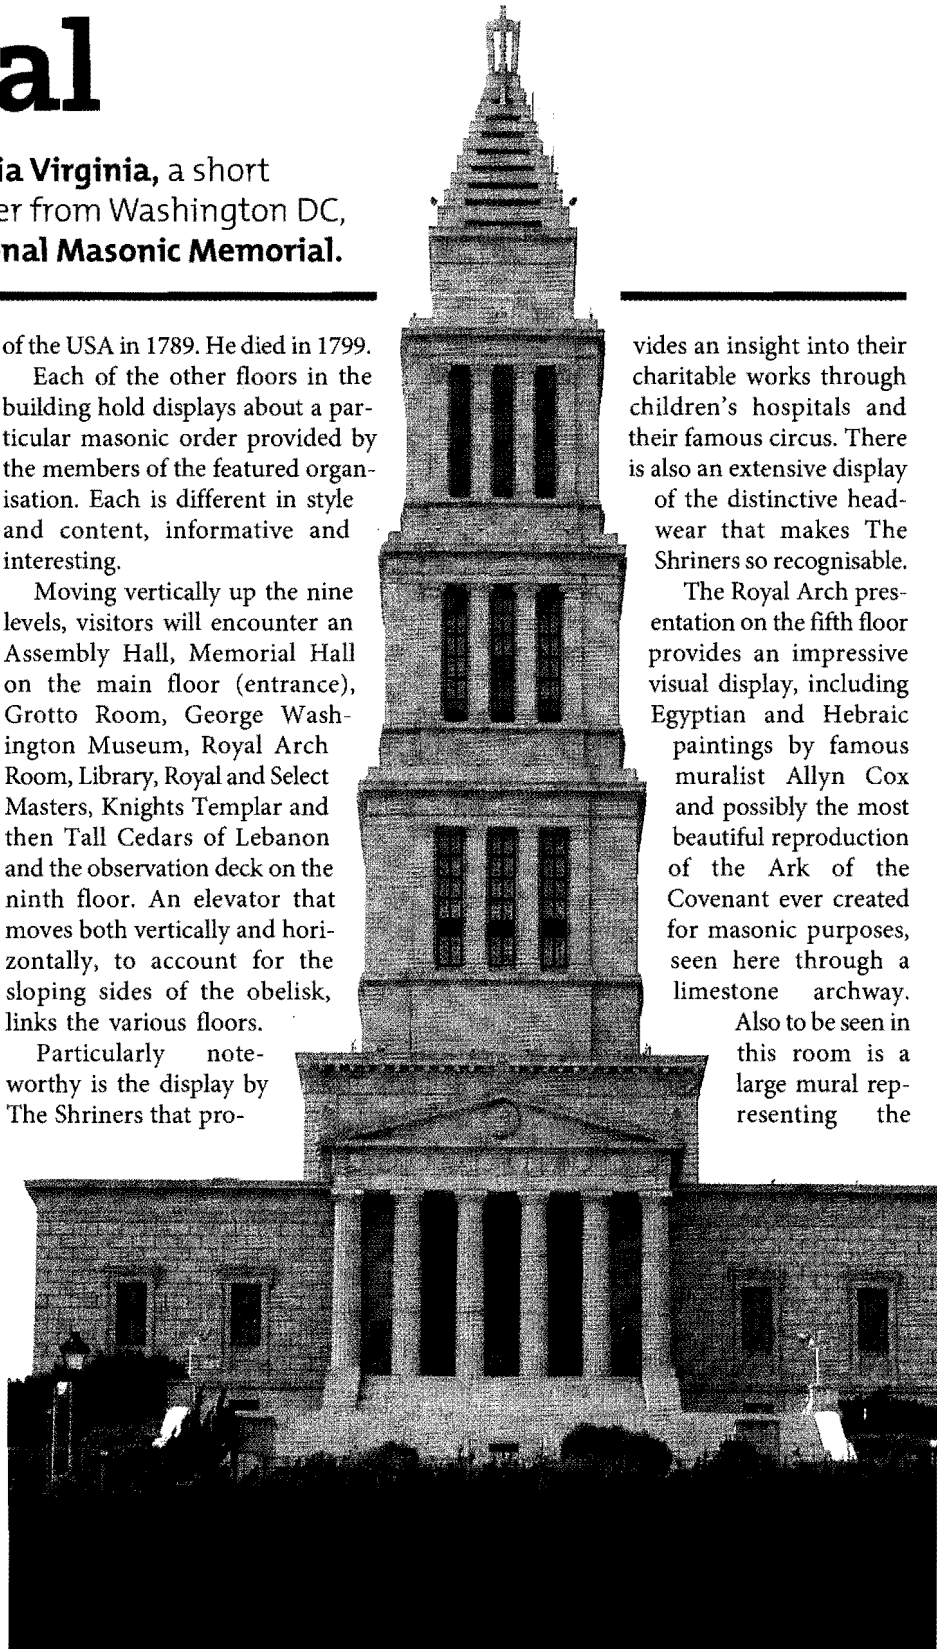 al
ia Virginia, a short
er from Washington DC,
nal Masonic Memorial.
of the USA in 1789. He died in 1799.
Each of the other floors in the
building hold displays about a par-
ticular masonic order provided by
the members of the featured organ-
isation. Each is different in style
and content, informative and
interesting.
Moving vertically up the nine
levels, visitors will encounter an
Assembly Hall, Memorial Hall
on the main floor (entrance),
Grotto Room, George Wash-
ington Museum, Royal Arch
Room, Library, Royal and Select
Masters, Knights Templar and
then Tall Cedars of Lebanon
and the observation deck on the
ninth floor. An elevator that
moves both vertically and hori-
zontally, to account for the
sloping sides of the obelisk,
links the various floors.
Particularly note-
worthy is the display by
The Shriners that pro-
vides an insight into their
charitable works through
children's hospitals and
their famous circus. There
is also an extensive display
of the distinctive head-
wear that makes The
Shriners so recognisable.
The Royal Arch pres-
entation on the fifth floor
provides an impressive
visual display, including
Egyptian and Hebraic
paintings by famous
muralist Allyn Cox
and possibly the most
beautiful reproduction
of the Ark of the
Covenant ever created
for masonic purposes,
seen here through a
limestone archway.
Also to be seen in
this room is a
large mural rep-
resenting the